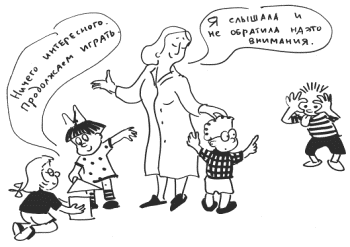 Ничего интересного.
Продолжаем играть.
Я слышала и
не обратила на это
внимания.